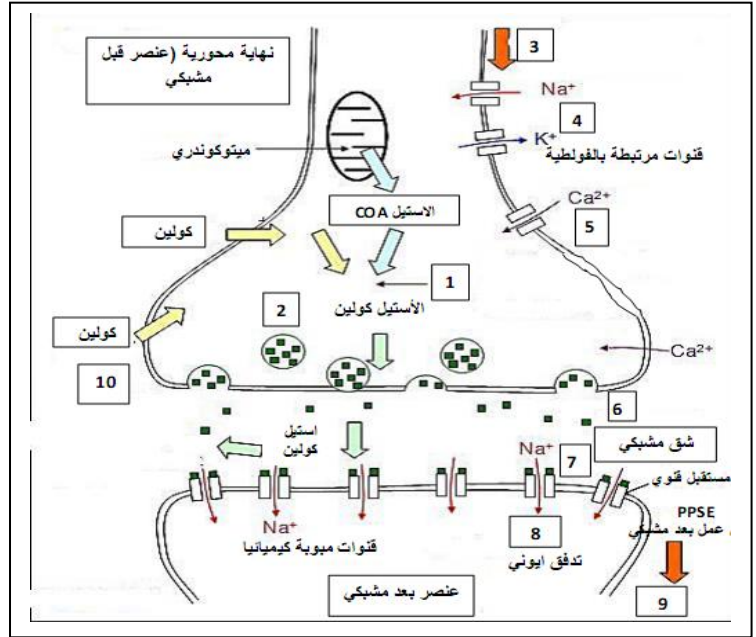 نهاية محورية (عنصر قبل
مشبكي
3
Na⁺
4
K⁺
قنوات مرتبطة بالفولطية
ميتوكوندري
الاستيل COA
Ca²⁺
5
كولين
1
الأستيل كولين
2
كولين
Ca²⁺
10
6
استيل
كولين
شق مشبكي
Na⁺
7
مستقبل قنوي
PPSE
عمل بعد مشبكي
Na⁺
قنوات مبوبة كيميائيا
8
تدفق ايوني
عنصر بعد مشبكي
9